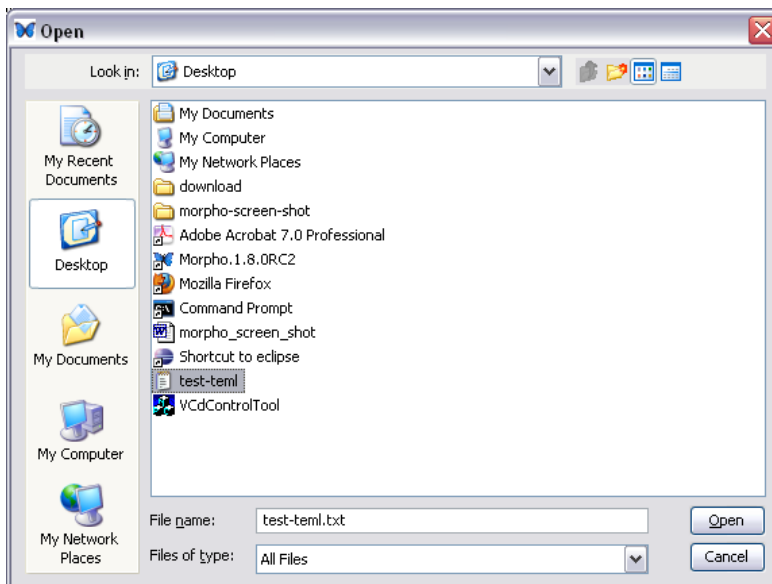 Open
Look in:
Desktop
My Recent
Documents
Desktop
My Documents
My Computer
My Network
Places
My Documents
My Computer
My Network Places
download
morpho-screen-shot
Adobe Acrobat 7.0 Professional
Morpho.1.8.0RC2
Mozilla Firefox
Command Prompt
morpho_screen_shot
Shortcut to eclipse
test-teml
VCdControlTool
File name:
test-teml.txt
Open
Files of type:
All Files
Cancel